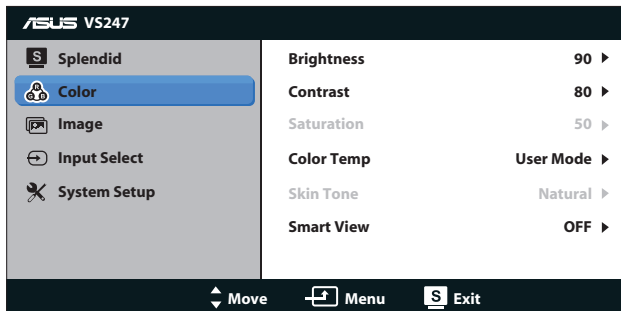 ASUS VS247
S Splendid
R G B Color
Image
Input Select
System Setup
Brightness 90
Contrast 80
Saturation 50
Color Temp User Mode
Skin Tone Natural
Smart View OFF
Move Menu S Exit